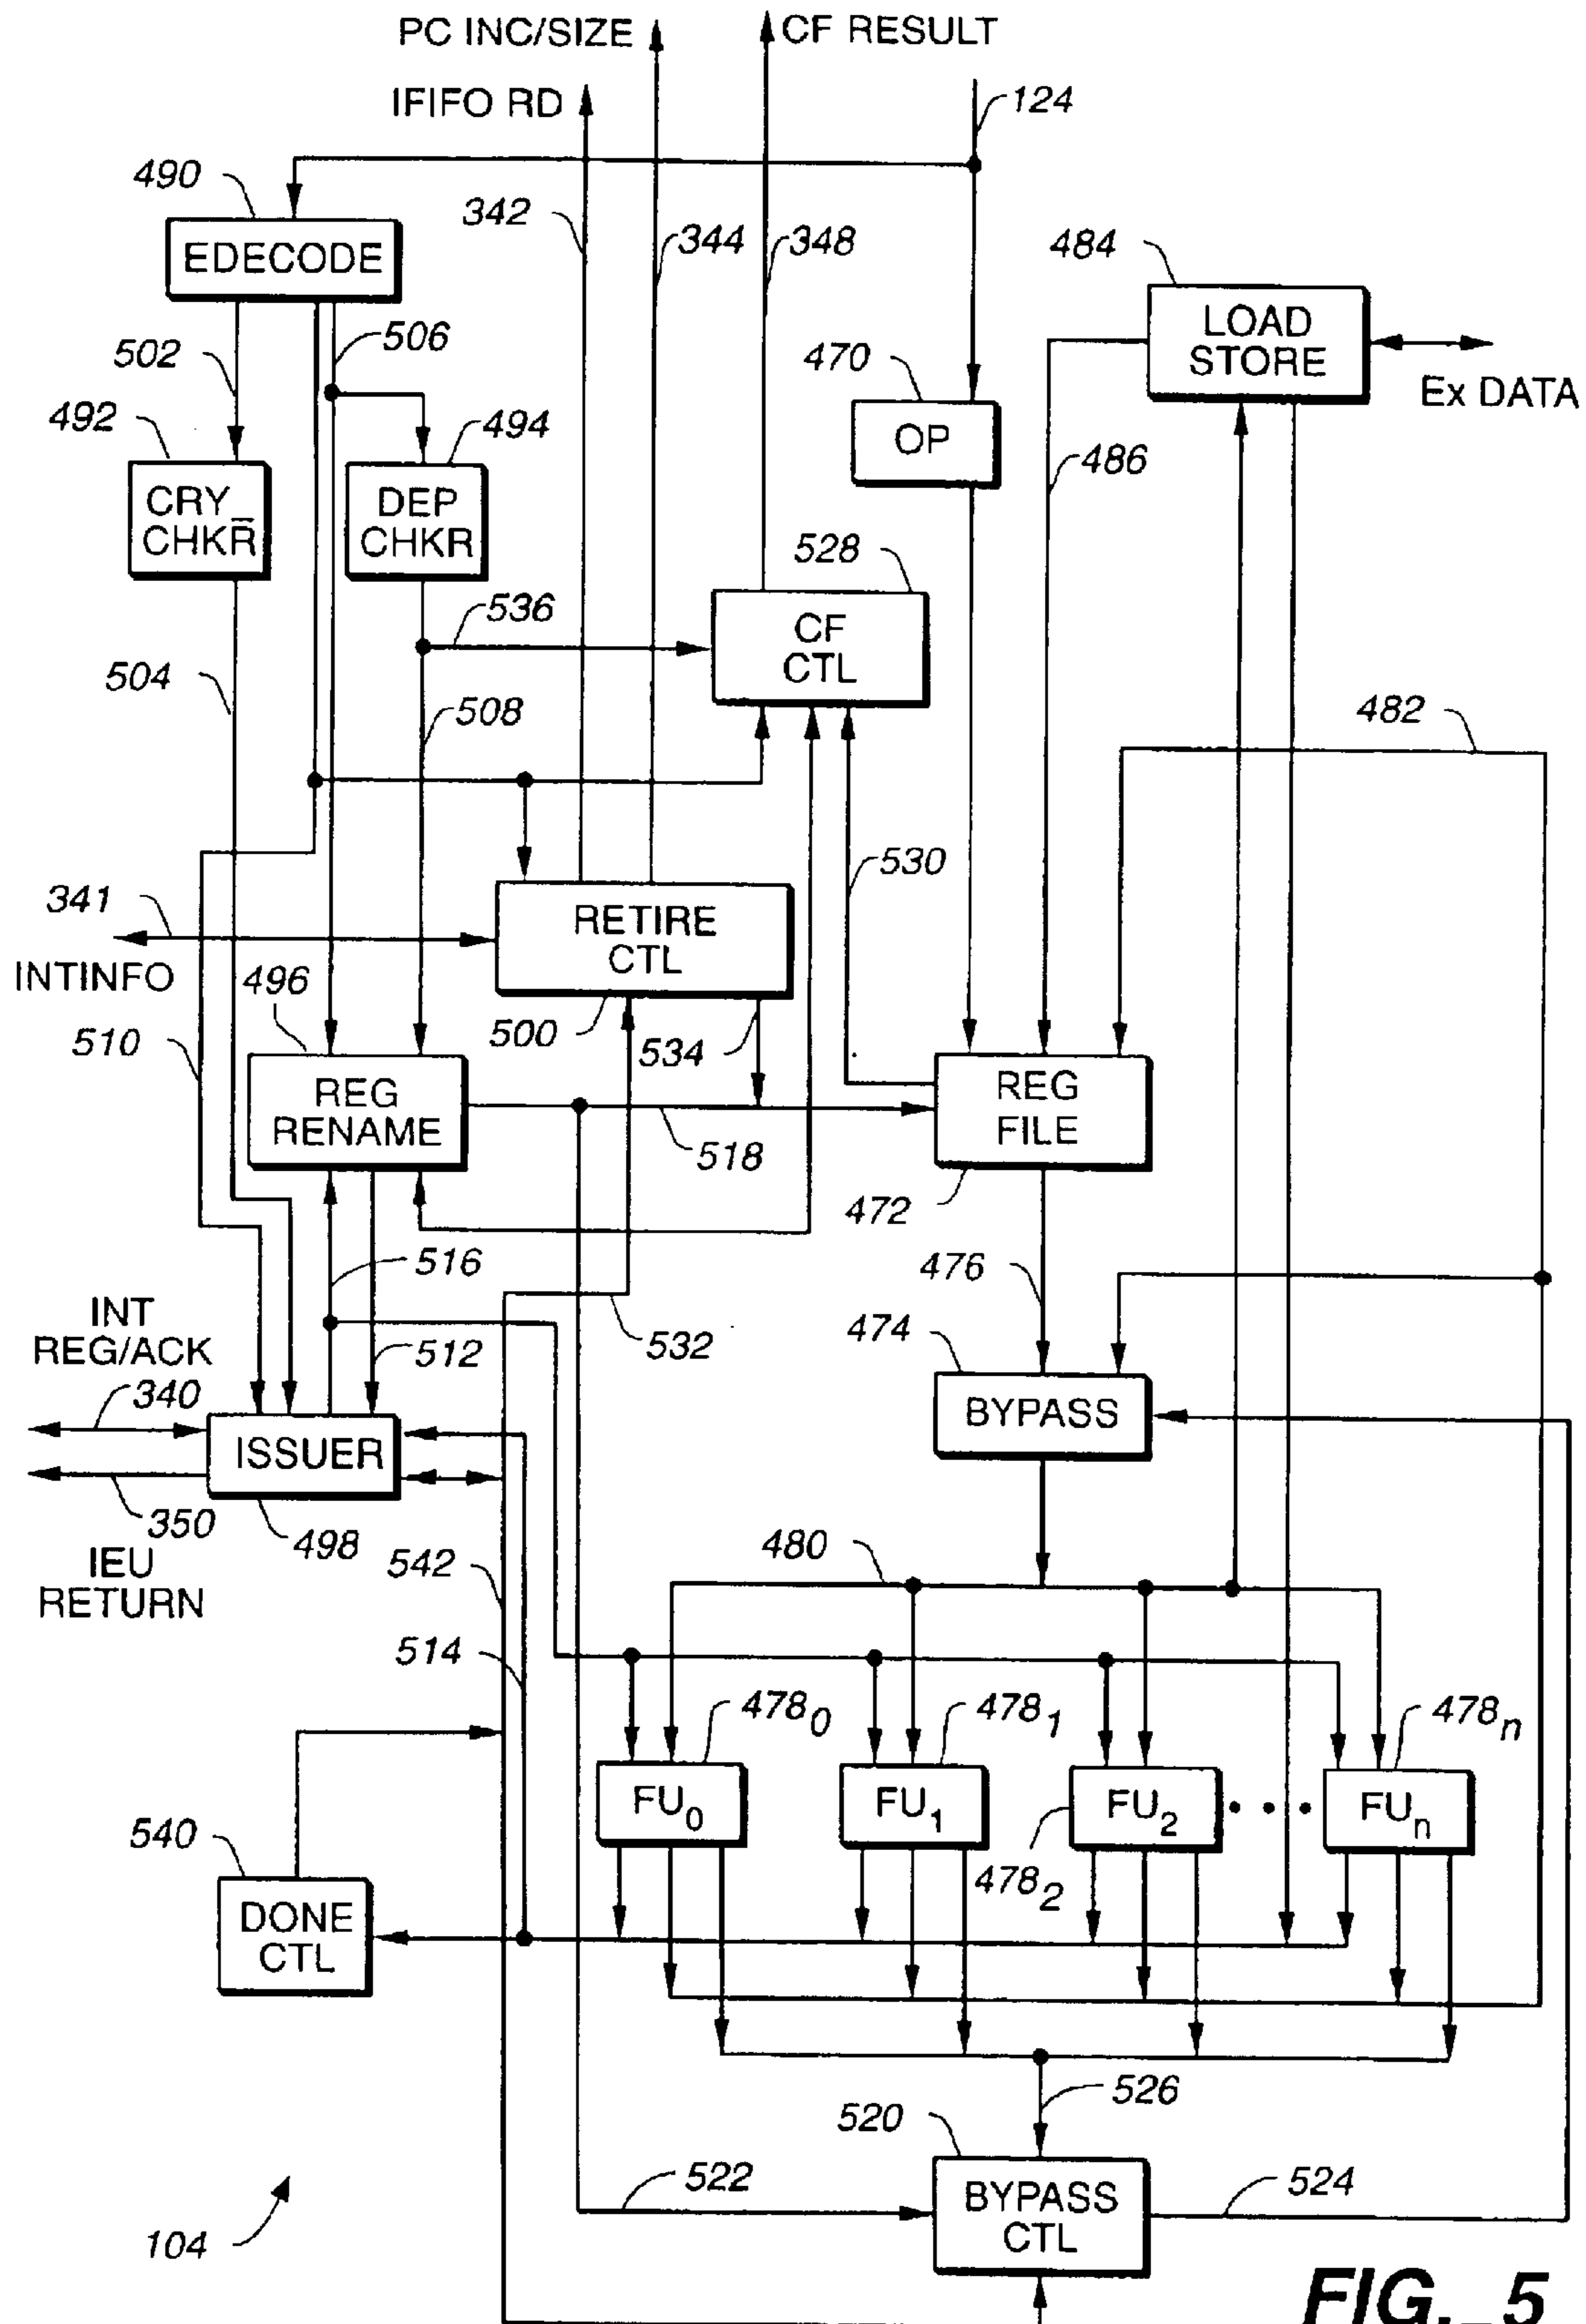 PC INC/SIZE
CF RESULT
IFIFO RD
124
490
342
344
348
484
EDECODE
LOAD
STORE
Ex DATA
502
506
470
OP
486
492
494
CRY
CHKR
DEP
CHKR
528
CF
CTL
536
504
508
482
530
341
INTINFO
RETIRE
CTL
496
500
534
510
REG
RENAME
518
REG
FILE
472
516
476
INT
REG/ACK
512
532
474
340
BYPASS
ISSUER
350
498
IEU
RETURN
542
480
514
478 0
478 1
478 n
FU 0
FU 1
FU 2
• • •
FU n
478 2
540
DONE
CTL
526
520
522
BYPASS
CTL
524
104
FIG._5